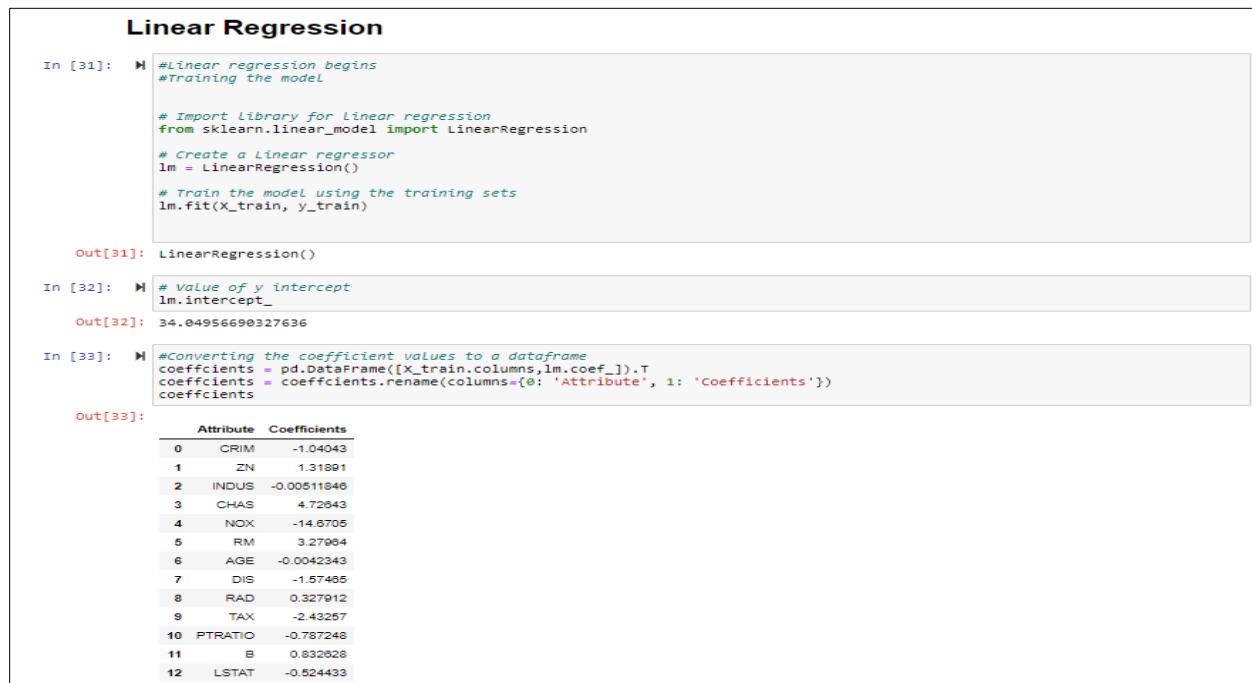 Linear Regression
In [31]:
#Linear regression begins
#Training the model
# Import library for linear regression
from sklearn.linear_model import LinearRegression
# Create a Linear regressor
lm = LinearRegression()
# Train the model using the training sets
lm.fit(X_train, y_train)
Out[31]: LinearRegression()
In [32]:
# Value of y intercept
lm.intercept_
Out[32]: 34.04956690327636
In [33]:
#Converting the coefficient values to a dataframe
coeffcients = pd.DataFrame([X_train.columns,lm.coef_]).T
coeffcients = coeffcients.rename(columns={0: 'Attribute', 1: 'Coefficients'})
coeffcients
Out[33]:
Attribute Coefficients
0 CRIM -1.04043
1 ZN 1.31891
2 INDUS -0.00511846
3 CHAS 4.72643
4 NOX -14.6705
5 RM 3.27964
6 AGE -0.0042343
7 DIS -1.57465
8 RAD 0.327912
9 TAX -2.43257
10 PTRATIO -0.787248
11 B 0.832628
12 LSTAT -0.524433